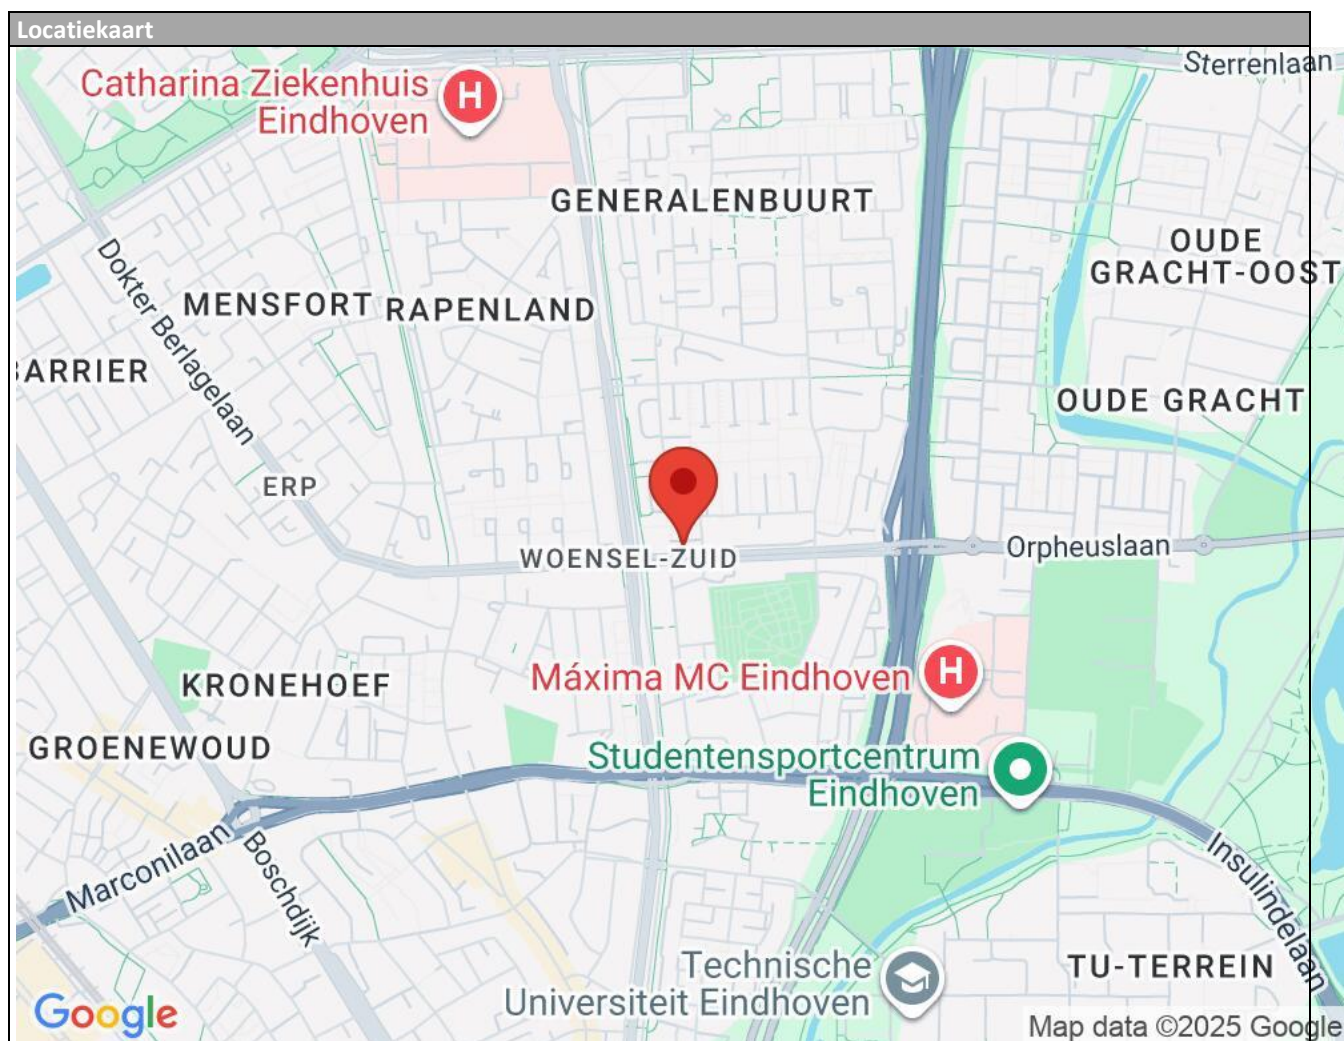 Locatiekaart
Sterrenlaan
Catharina Ziekenhuis
Eindhoven
H
GENERALENBUURT
OUDE
GRACHT-OOST
Dokter Berlagelaan
MENSFORT
RAPENLAND
ARRIER
OUDE GRACHT
ERP
WOENSEL-ZUID
Orpheuslaan
Máxima MC Eindhoven
H
KRONEHOEF
GROENEWOUD
Studentensportcentrum
Eindhoven
Marconilaan
Boschdijk
Insulindelaan
Technische
Universiteit Eindhoven
TU-TERREIN
Google
Map data ©2025 Google